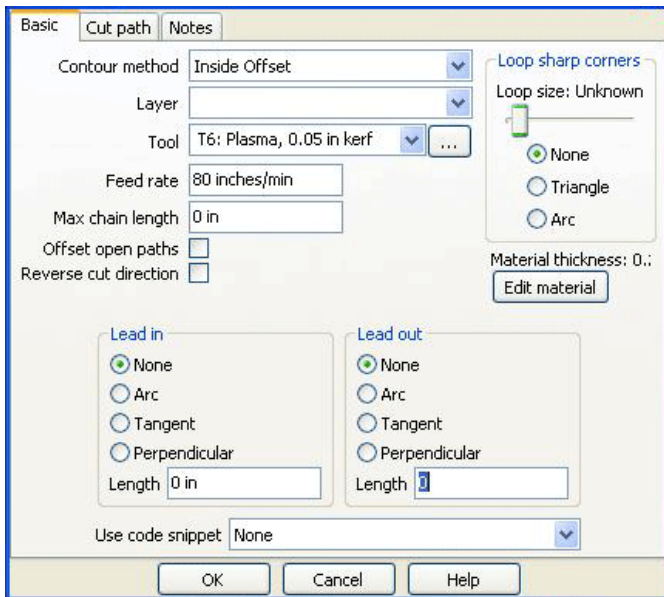 Basic Cut path Notes
Contour method Inside Offset
Layer
Tool T6: Plasma, 0.05 in kerf ...
Feed rate 80 inches/min
Max chain length 0 in
Offset open paths
Reverse cut direction
Loop sharp corners
Loop size: Unknown
None
Triangle
Arc
Material thickness: 0.:
Edit material
Lead in
None
Arc
Tangent
Perpendicular
Length 0 in
Lead out
None
Arc
Tangent
Perpendicular
Length 0
Use code snippet None
OK Cancel Help